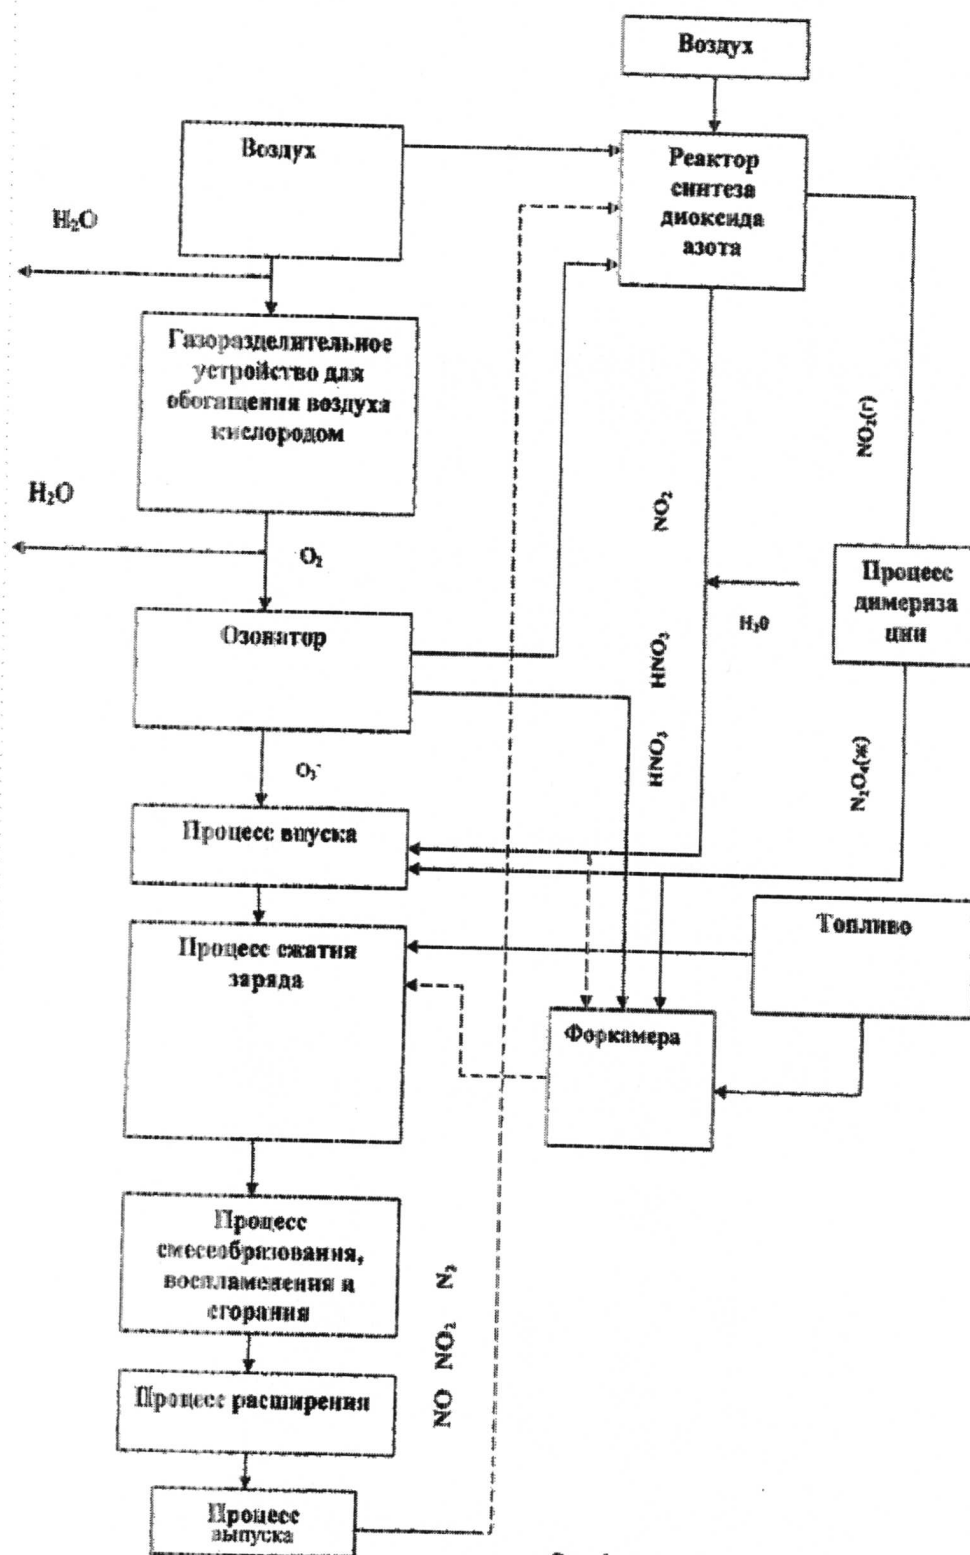 Воздух
Воздух
Реактор
синтеза
диоксида
азота
H₂O
Газоразделительное
устройство для
обогащения воздуха
кислородом
NO₂(г)
H₂O
O₂
NO₂
Процесс
димериза
ции
H₂0
Озонатор
HNO₃
HNO₃
N₂O₄(ж)
O₃⁻
Процесс впуска
Топливо
Процесс сжатия
заряда
Форкамера
Процесс
смесеобразования,
воспламенения и
сгорания
N₂
NO₂
NO
Процесс расширения
Процесс
выпуска